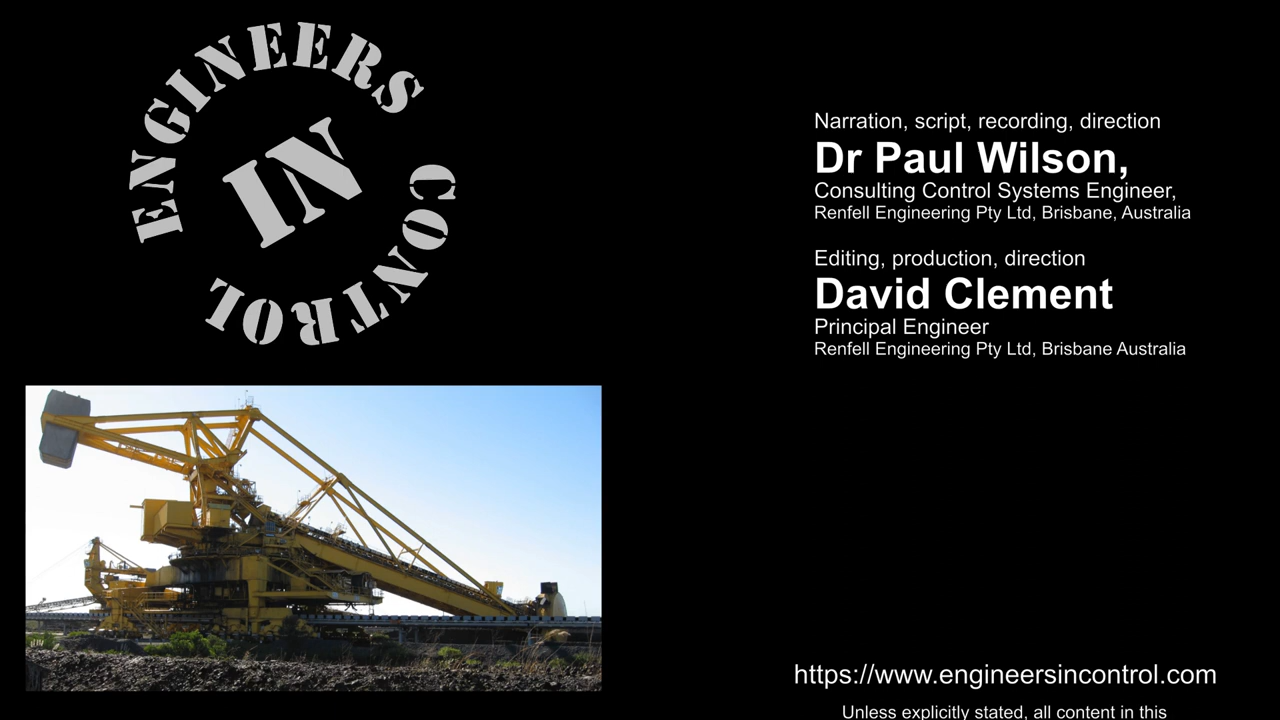 ENGINEERS
IN
CONTROL
Narration, script, recording, direction
Dr Paul Wilson,
Consulting Control Systems Engineer,
Renfell Engineering Pty Ltd, Brisbane, Australia
Editing, production, direction
David Clement
Principal Engineer
Renfell Engineering Pty Ltd, Brisbane Australia
https://www.engineersincontrol.com
Unless explicitly stated, all content in this